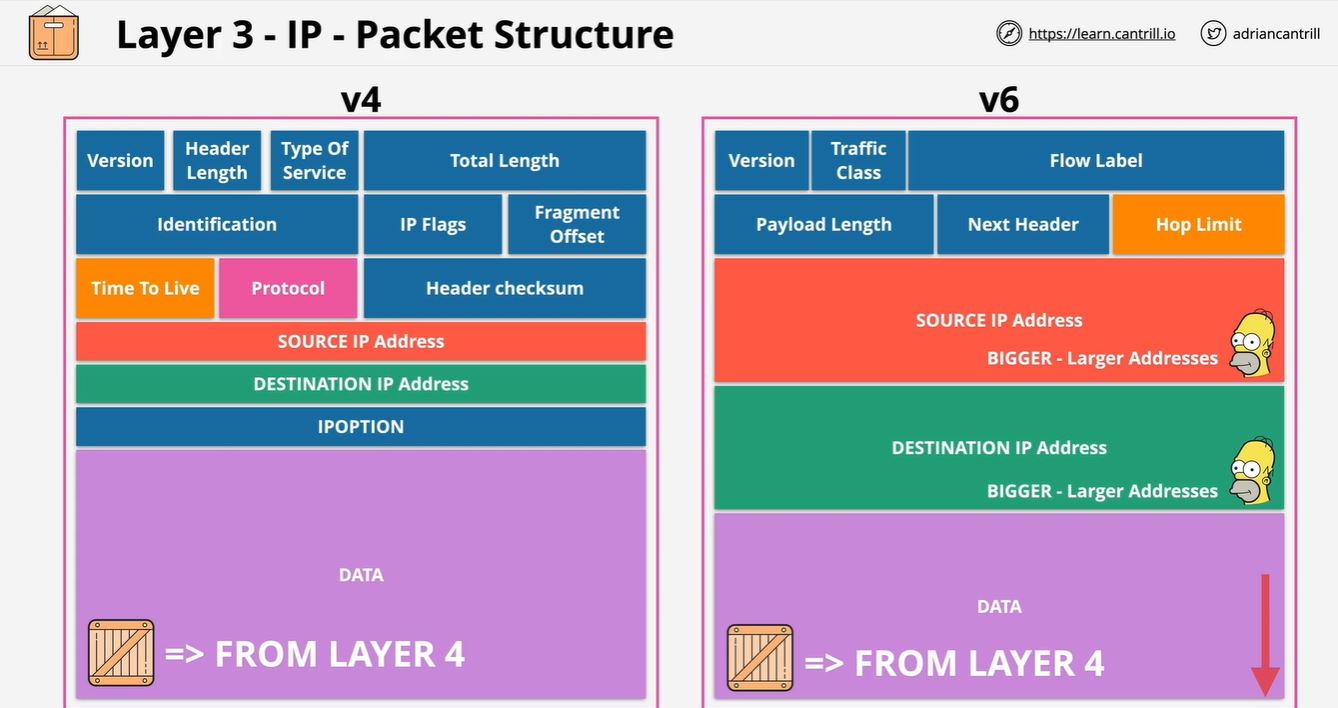 Layer 3 - IP - Packet Structure
https://learn.cantrill.io
adriancantrill
v4
Version
Header
Length
Type Of
Service
Total Length
Identification
IP Flags
Fragment
Offset
Time To Live
Protocol
Header checksum
SOURCE IP Address
DESTINATION IP Address
IPOPTION
DATA
=> FROM LAYER 4
v6
Version
Traffic
Class
Flow Label
Payload Length
Next Header
Hop Limit
SOURCE IP Address
BIGGER - Larger Addresses
DESTINATION IP Address
BIGGER - Larger Addresses
DATA
=> FROM LAYER 4